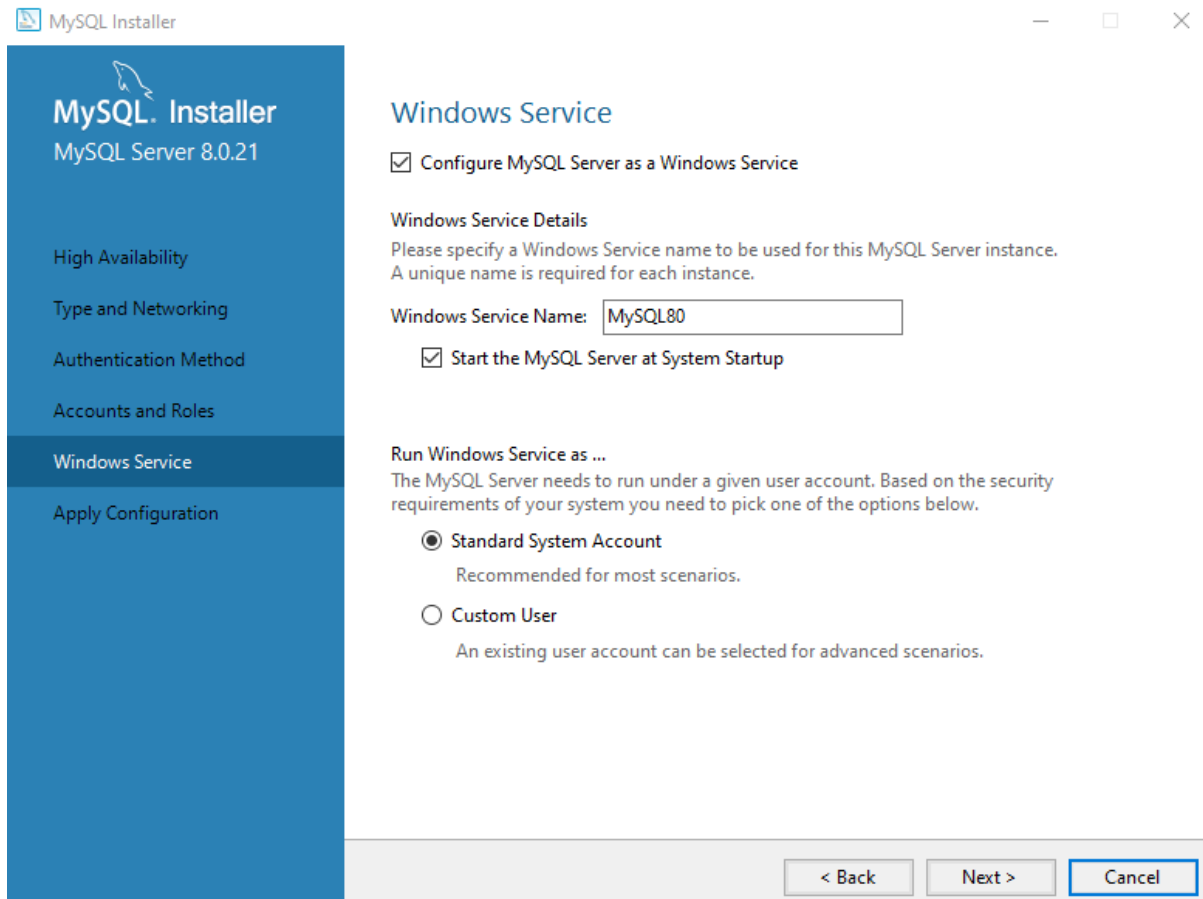 MySQL Installer
MySQL. Installer
MySQL Server 8.0.21
High Availability
Type and Networking
Authentication Method
Accounts and Roles
Windows Service
Apply Configuration
Windows Service
Configure MySQL Server as a Windows Service
Windows Service Details
Please specify a Windows Service name to be used for this MySQL Server instance.
A unique name is required for each instance.
Windows Service Name: MySQL80
Start the MySQL Server at System Startup
Run Windows Service as ...
The MySQL Server needs to run under a given user account. Based on the security
requirements of your system you need to pick one of the options below.
Standard System Account
Recommended for most scenarios.
Custom User
An existing user account can be selected for advanced scenarios.
< Back Next > Cancel